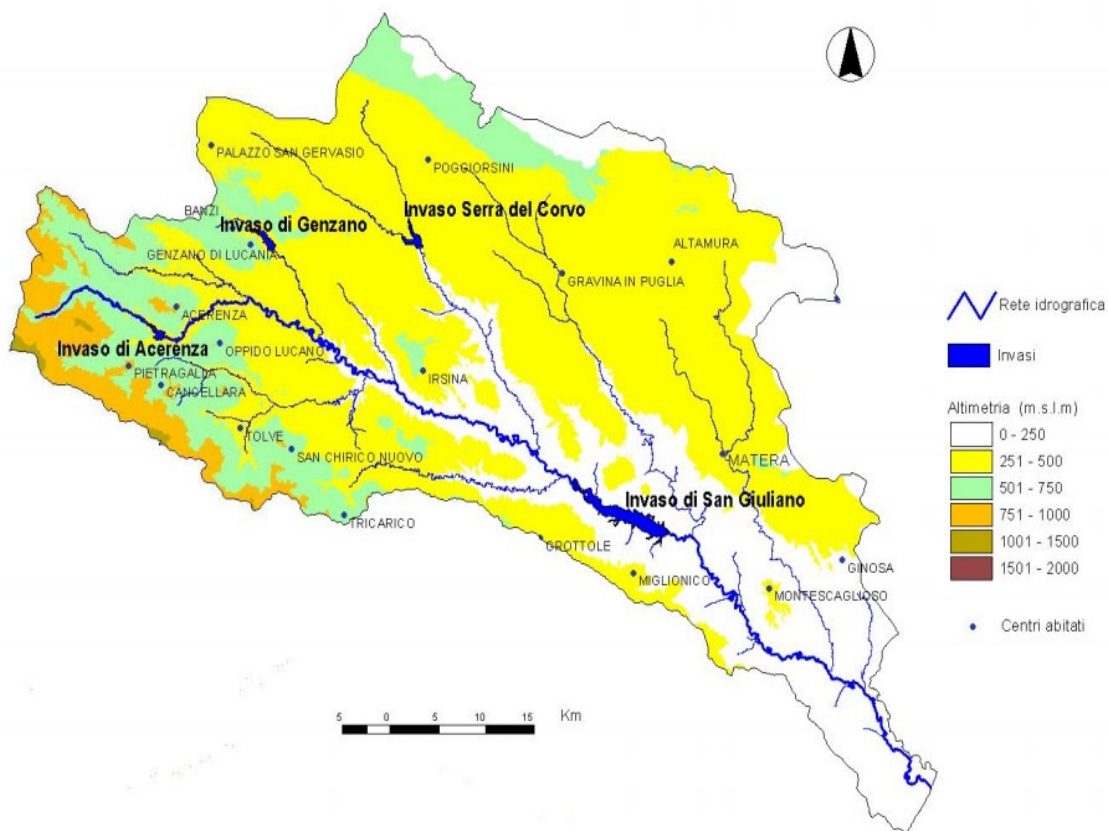 PALAZZO SAN GERVASIO
POGGIORSINI
BANZI
Invaso di Genzano
Invaso Serra del Corvo
GENZANO DI LUCANIA
ALTAMURA
GRAVINA IN PUGLIA
ACERENZA
Invaso di Acerenza
OPPIDO LUCANO
PIETRAGALLA
CANCELLARA
IRSINA
TOLVE
SAN CHIRICO NUOVO
MATERA
Invaso di San Giuliano
TRICARICO
GROTTOLE
MIGLIONICO
GINOSA
MONTESCAGLIOSO
Rete idrografica
Invasi
Altimetria (m.s.l.m)
0 - 250
251 - 500
501 - 750
751 - 1000
1001 - 1500
1501 - 2000
Centri abitati
5 0 5 10 15 Km